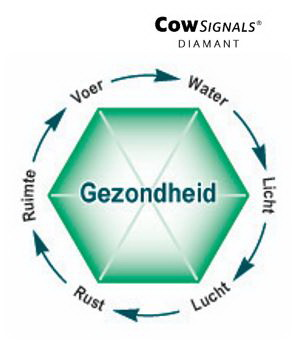 CowSIGNALS®
DIAMANT
Voer
Water
Licht
Lucht
Rust
Ruimte
Gezondheid